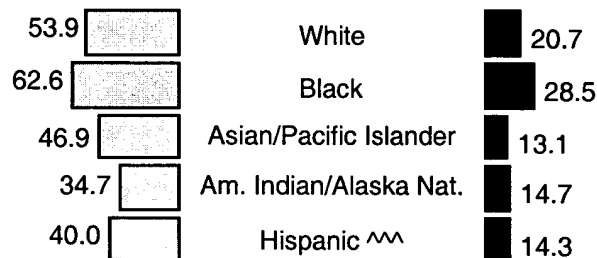 53.9 White 20.7
62.6 Black 28.5
46.9 Asian/Pacific Islander 13.1
34.7 Am. Indian/Alaska Nat. 14.7
40.0 Hispanic ^^^ 14.3